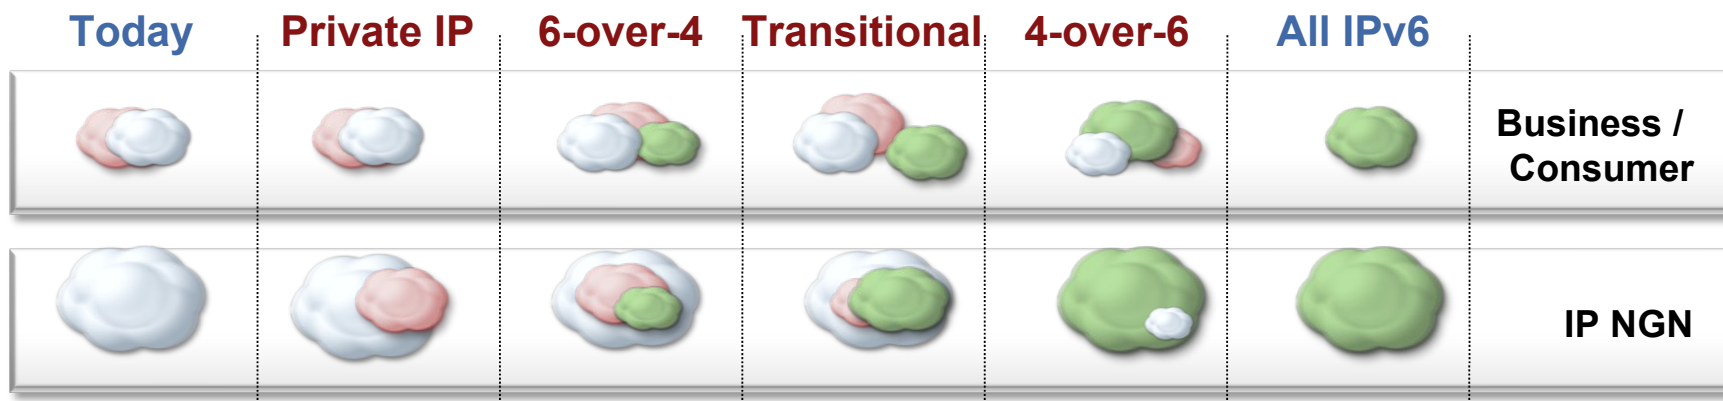 Today Private IP 6-over-4 Transitional 4-over-6 All IPv6
Business /
Consumer
IP NGN